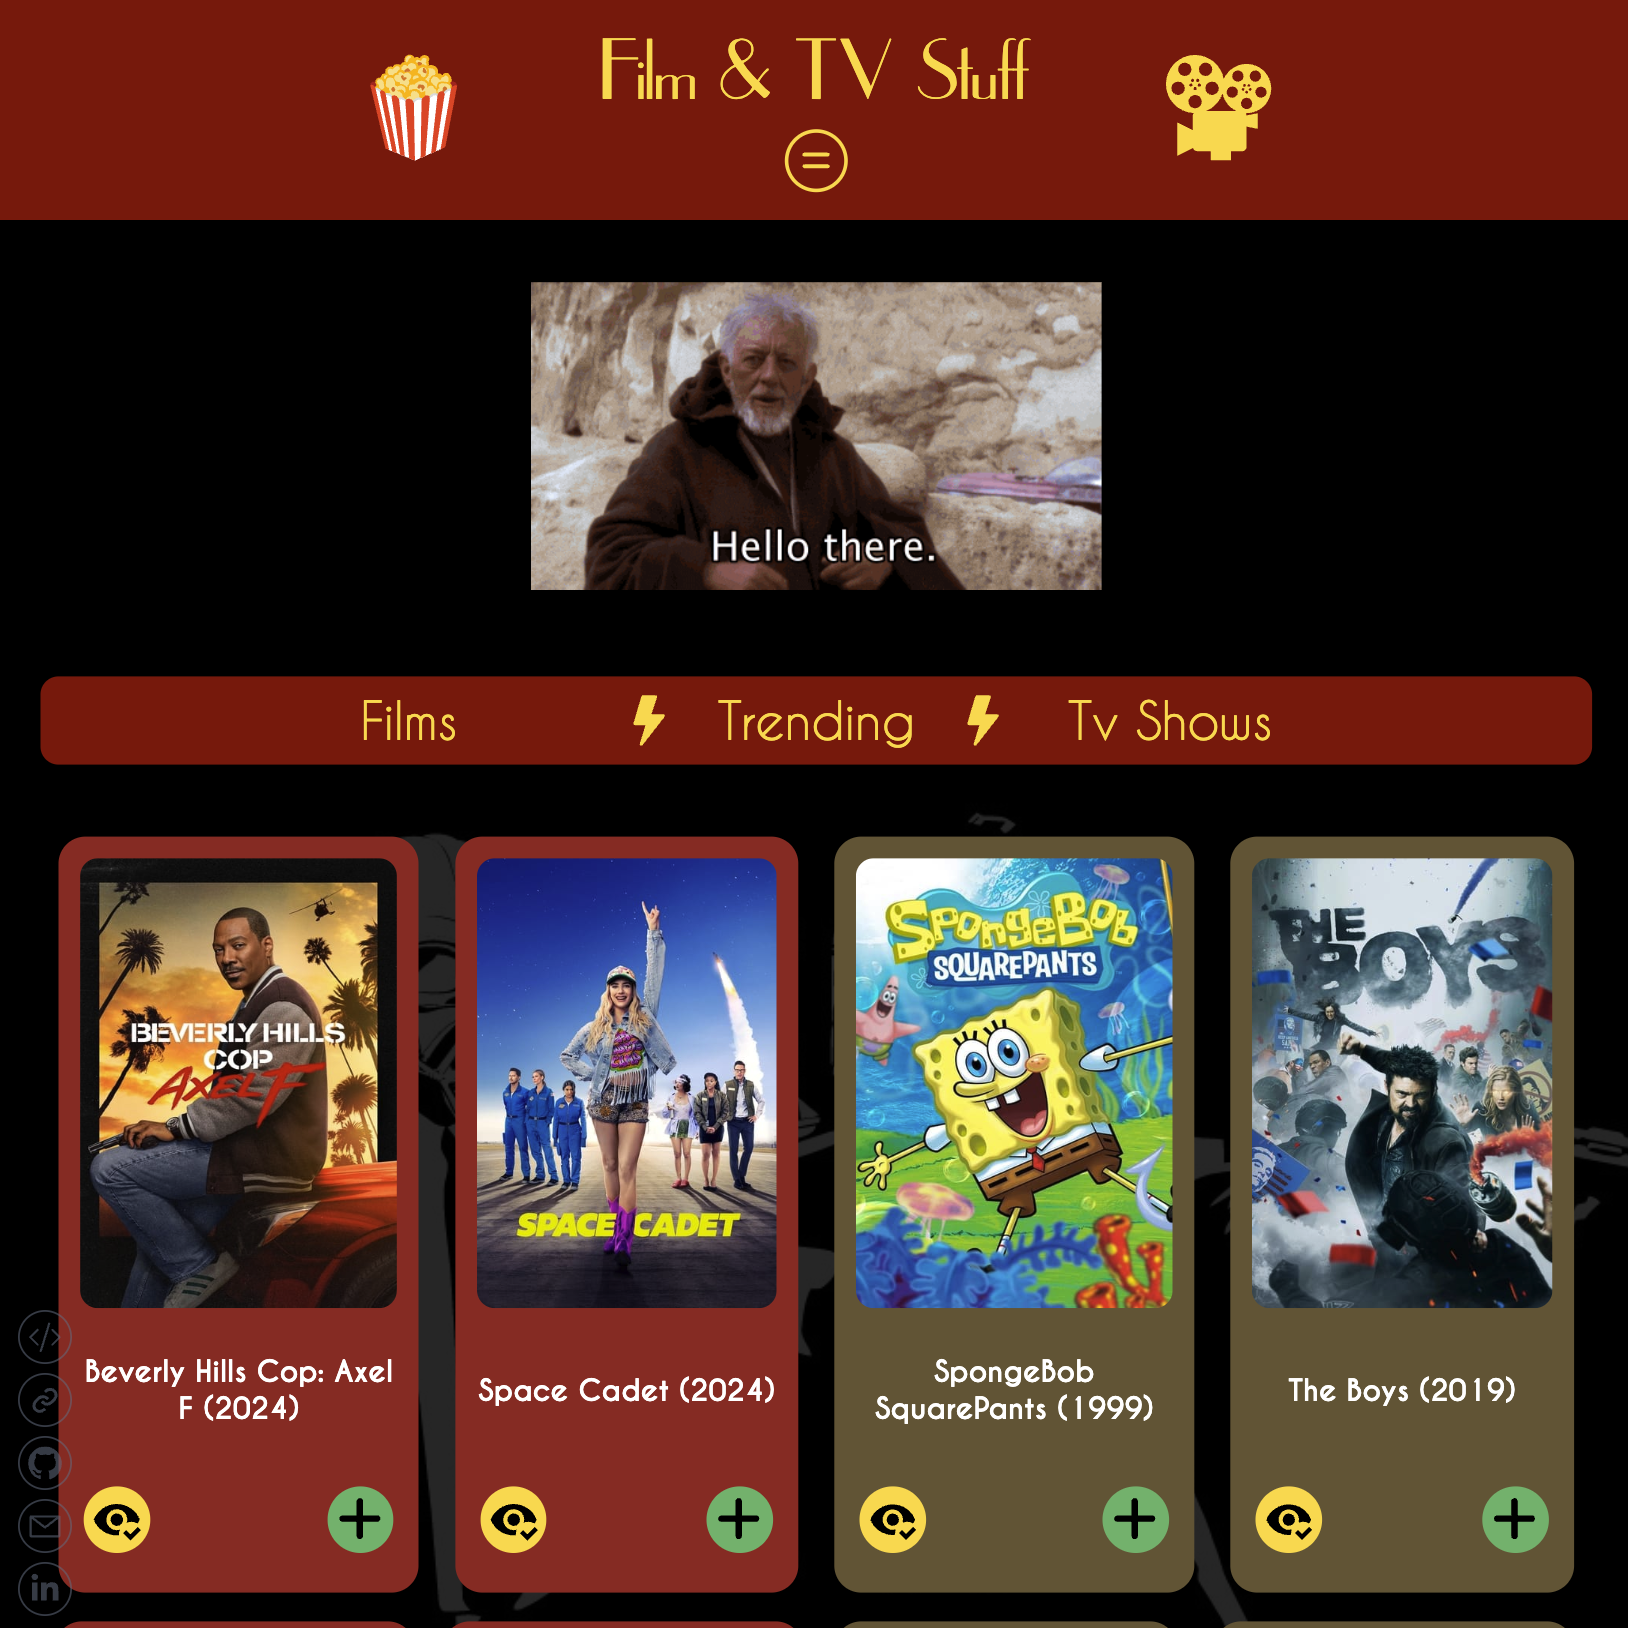 Film & TV Stuff
Hello there.
Films
Trending
Tv Shows
BEVERLY HILLS
COP
AXEL F
SPACE CADET
SPONGEBOB
SQUAREPANTS
THE
BOYS
Beverly Hills Cop: Axel
F (2024)
Space Cadet (2024)
SpongeBob
SquarePants (1999)
The Boys (2019)
in